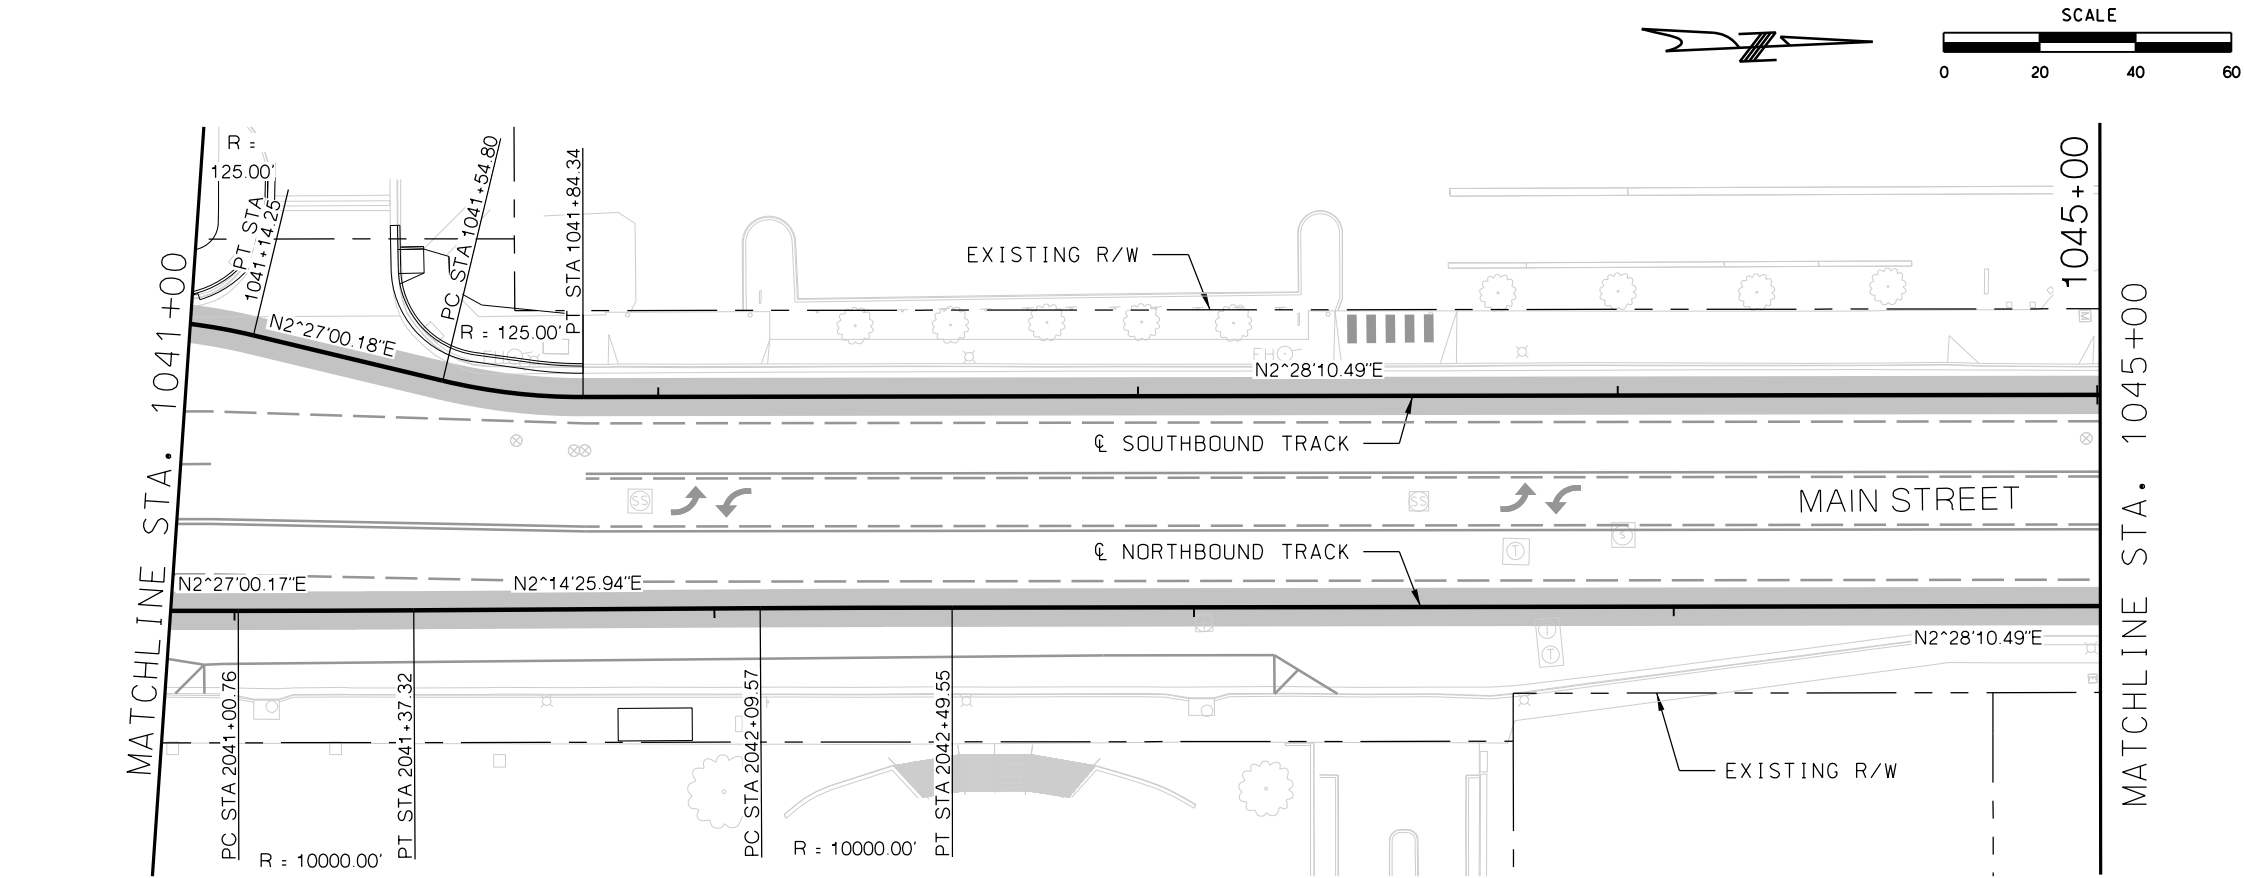 SCALE
0 20 40 60
R =
125.00'
PT STA
1041+14.25
PC STA 1041+54.80
PT STA 1041+84.34
1045+00
EXISTING R/W
N2^27'00.18"E
R = 125.00'
FH
FH
N2^28'10.49"E
MATCHLINE STA. 1041+00
MATCHLINE STA. 1045+00
M
℄ SOUTHBOUND TRACK
SS
SS
MAIN STREET
S
T
℄ NORTHBOUND TRACK
N2^27'00.17"E
N2^14'25.94"E
T
T
N2^28'10.49"E
M
PC STA 2041+00.76
PT STA 2041+37.32
PC STA 2042+09.57
PT STA 2042+49.55
EXISTING R/W
R = 10000.00'
R = 10000.00'